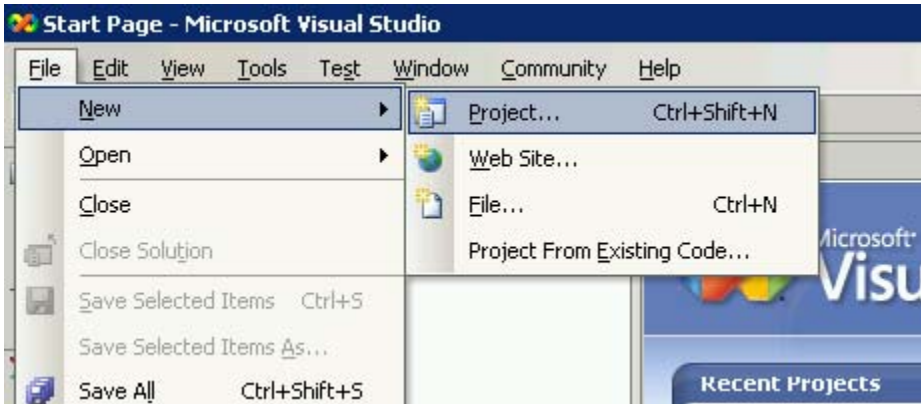 Start Page - Microsoft Visual Studio
File Edit View Tools Test Window Community Help
New
Project... Ctrl+Shift+N
Open
Web Site...
Close
File... Ctrl+N
Close Solution
Project From Existing Code...
Microsoft
Visu
Save Selected Items Ctrl+S
Save Selected Items As...
Save All Ctrl+Shift+S
Recent Projects